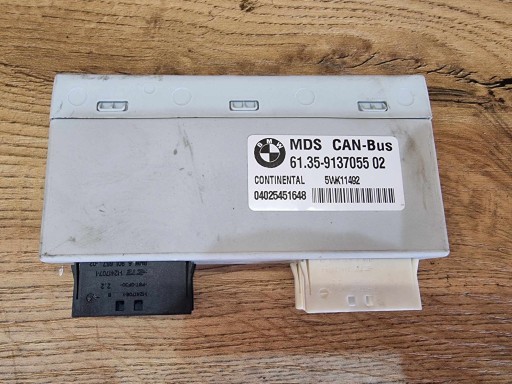 BMW
MDS CAN-Bus
61.35-9137055 02
CONTINENTAL 5WK11492
04025451648